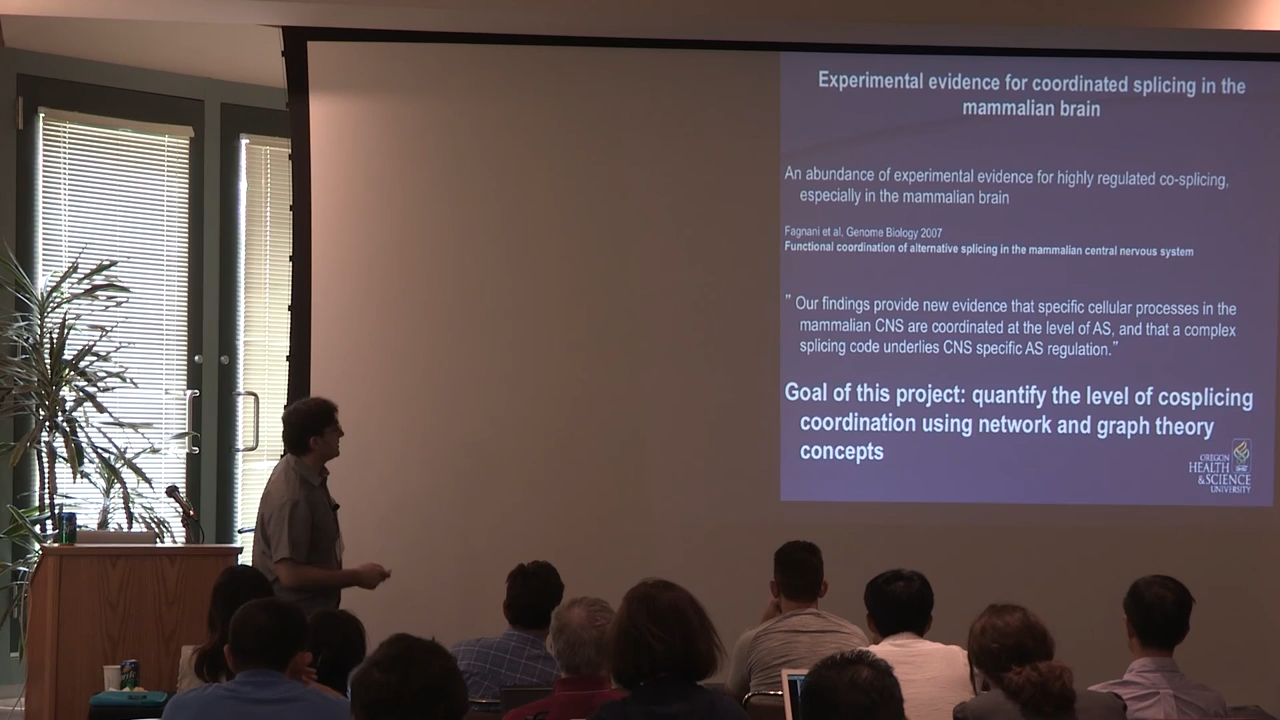 Experimental evidence for coordinated splicing in the
mammalian brain
An abundance of experimental evidence for highly regulated co-splicing,
especially in the mammalian brain
Fagnani et al, Genome Biology 2007
Functional coordination of alternative splicing in the mammalian central nervous system
” Our findings provide new evidence that specific cellular processes in the
mammalian CNS are coordinated at the level of AS, and that a complex
splicing code underlies CNS specific AS regulation.”
Goal of this project: quantify the level of cosplicing
coordination using network and graph theory
concepts
OREGON
HEALTH
&SCIENCE
UNIVERSITY